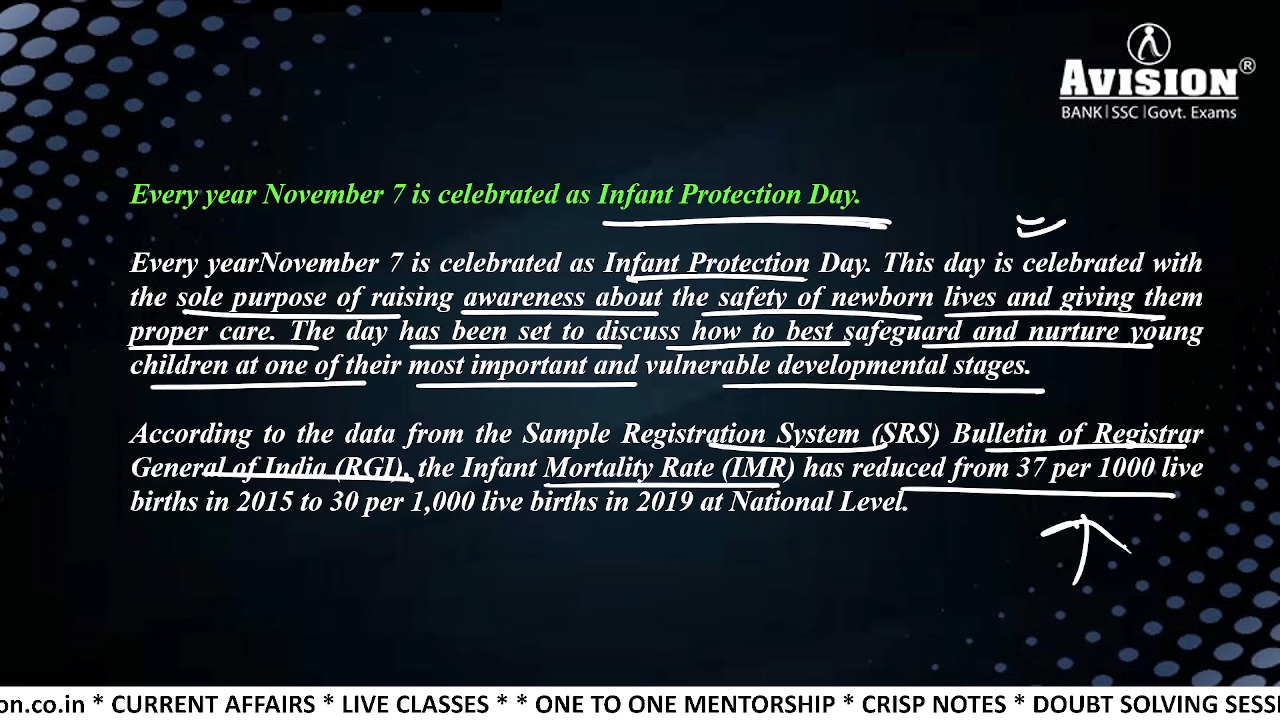 AVISION®
BANK|SSC|Govt. Exams
Every year November 7 is celebrated as Infant Protection Day.
Every yearNovember 7 is celebrated as Infant Protection Day. This day is celebrated with
the sole purpose of raising awareness about the safety of newborn lives and giving them
proper care. The day has been set to discuss how to best safeguard and nurture young
children at one of their most important and vulnerable developmental stages.
According to the data from the Sample Registration System (SRS) Bulletin of Registrar
General of India (RGI), the Infant Mortality Rate (IMR) has reduced from 37 per 1000 live
births in 2015 to 30 per 1,000 live births in 2019 at National Level.
on.co.in * CURRENT AFFAIRS * LIVE CLASSES * * ONE TO ONE MENTORSHIP * CRISP NOTES * DOUBT SOLVING SESSI